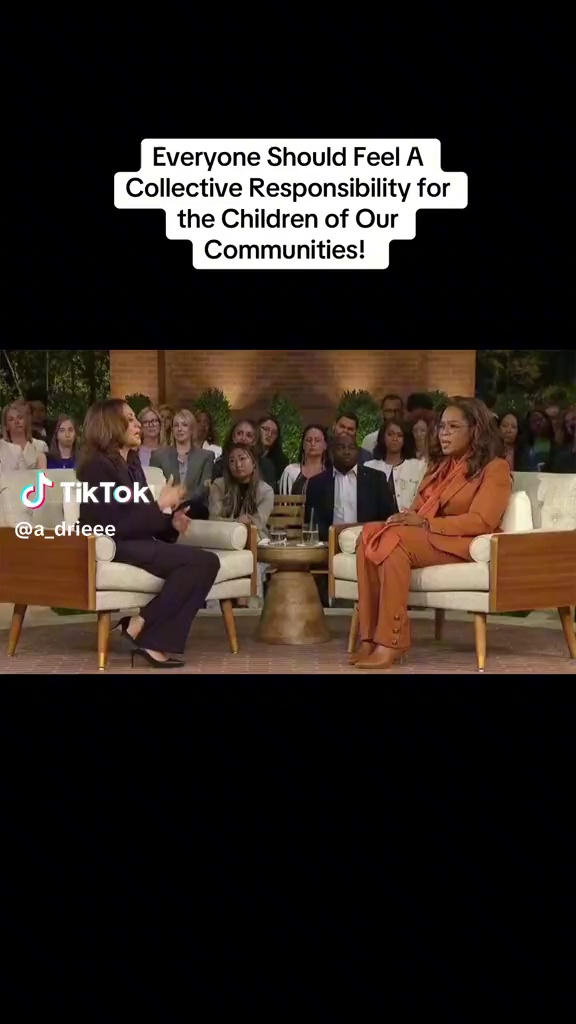 Everyone Should Feel A
Collective Responsibility for
the Children of Our
Communities!
TikTok
@a_drieee